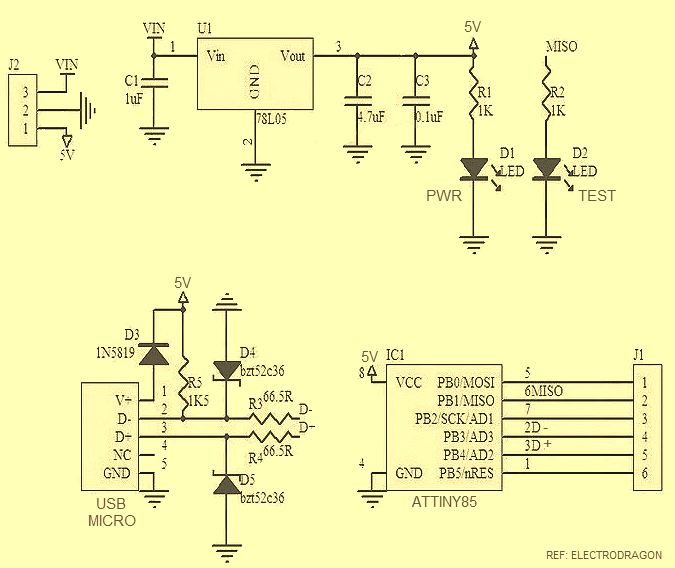 J2
VIN
3
2
1
5V
VIN
1
C1
1uF
U1
Vin
Vout
GND
78L05
2
3
C2
4.7uF
C3
0.1uF
5V
R1
1K
D1
LED
PWR
MISO
R2
1K
D2
LED
TEST
5V
D3
1N5819
R5
1K5
D4
bzt52c36
V+ 1
D- 2
D+ 3
NC 4
GND 5
R3 66.5R D-
R4 66.5R D+
D5
bzt52c36
USB
MICRO
5V
8
4
IC1
VCC
GND
PB0/MOSI
PB1/MISO
PB2/SCK/AD1
PB3/AD3
PB4/AD2
PB5/nRES
ATTINY85
5
6MISO
7
2D -
3D +
1
J1
1
2
3
4
5
6
REF: ELECTRODRAGON